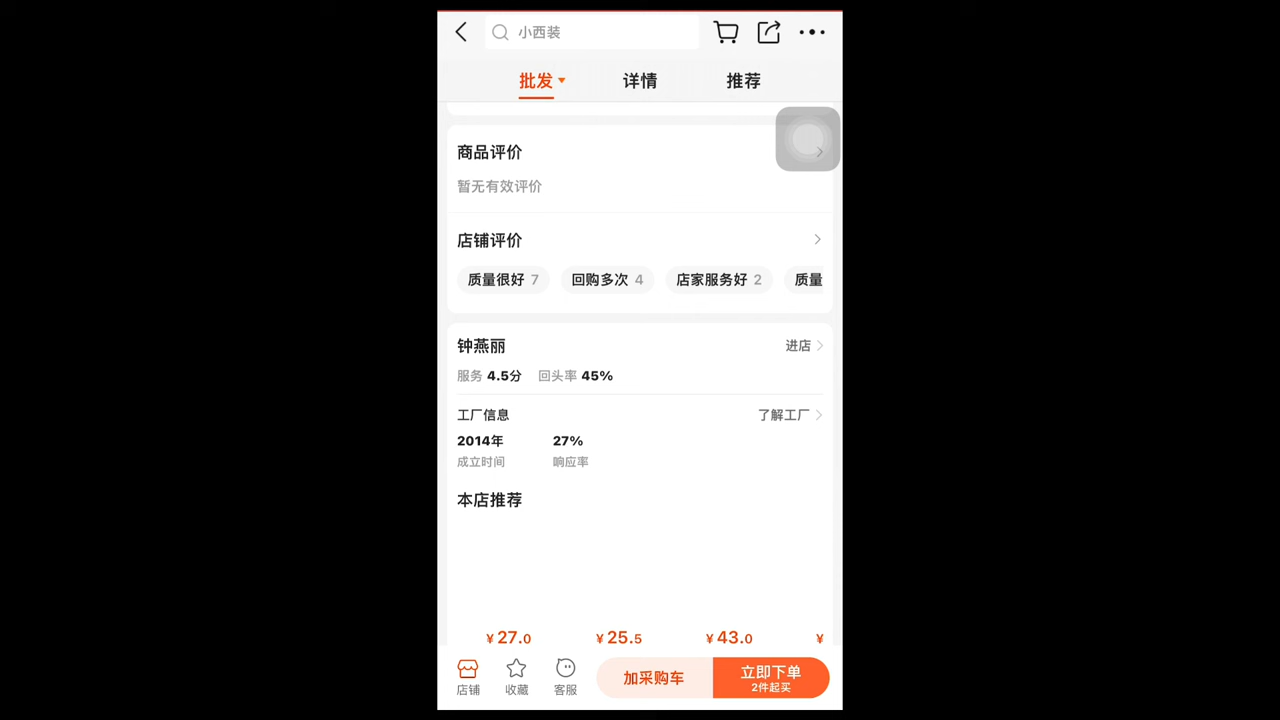 小西装
批发 详情 推荐
商品评价
暂无有效评价
店铺评价
质量很好 7 回购多次 4 店家服务好 2 质量
钟燕丽 进店
服务 4.5分 回头率 45%
工厂信息 了解工厂
2014年 27%
成立时间 响应率
本店推荐
¥27.0 ¥25.5 ¥43.0 ¥
店铺 收藏 客服 加采购车 立即下单
2件起买